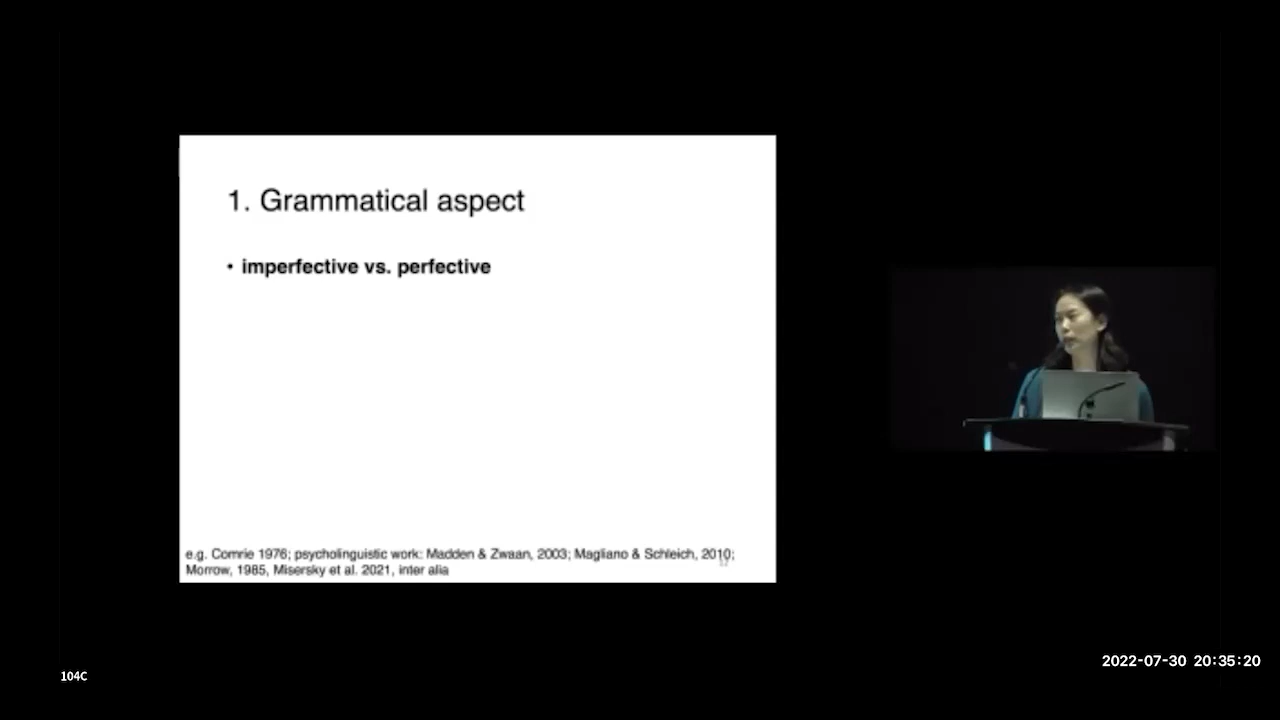 1. Grammatical aspect
• imperfective vs. perfective
e.g. Comrie 1976; psycholinguistic work: Madden & Zwaan, 2003; Magliano & Schleich, 2010;
Morrow, 1985, Misersky et al. 2021, inter alia
2022-07-30 20:35:20
104C